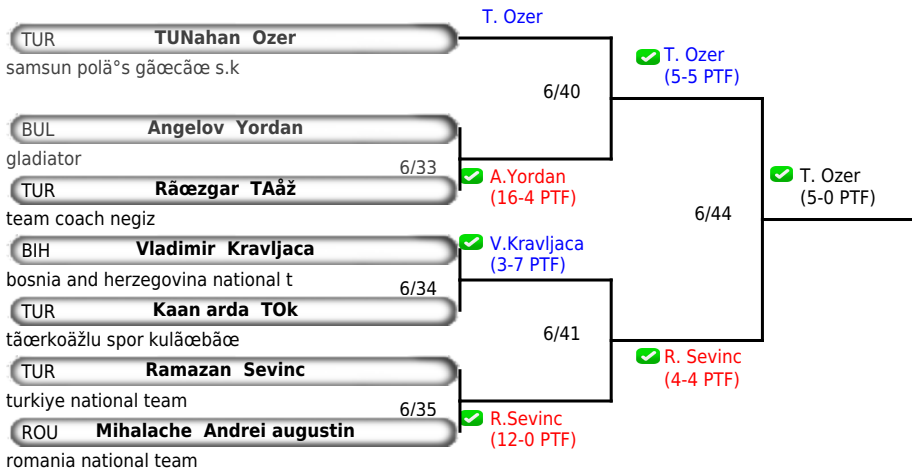 T. Ozer
TUR TUNahan Ozer
samsun polä°s gãœcãœ s.k
T. Ozer
(5-5 PTF)
6/40
BUL Angelov Yordan
gladiator
6/33
TUR Rãœzgar TAåž
A.Yordan
(16-4 PTF)
T. Ozer
(5-0 PTF)
team coach negiz
6/44
BIH Vladimir Kravljaca
V.Kravljaca
(3-7 PTF)
bosnia and herzegovina national t
6/34
TUR Kaan arda TOk
tãœrkoäžlu spor kulãœbãœ
6/41
TUR Ramazan Sevinc
R. Sevinc
(4-4 PTF)
turkiye national team
6/35
ROU Mihalache Andrei augustin
R.Sevinc
(12-0 PTF)
romania national team